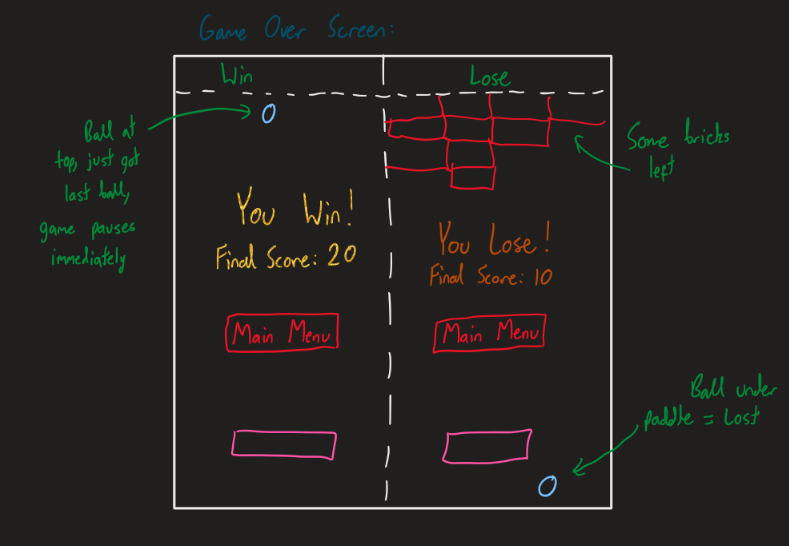 Game Over Screen:
Win
Lose
Ball at
top, just got
last ball,
game pauses
immediately
Some bricks
left
You Win!
Final Score: 20
You Lose!
Final Score: 10
Main Menu
Main Menu
Ball under
paddle = Lost